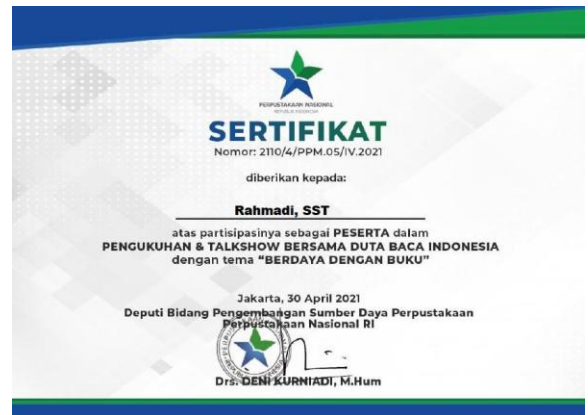 PERPUSTAKAAN NASIONAL
REPUBLIK INDONESIA
SERTIFIKAT
Nomor: 2110/4/PPM.05/IV.2021
diberikan kepada:
Rahmadi, SST
atas partisipasinya sebagai PESERTA dalam
PENGUKUHAN & TALKSHOW BERSAMA DUTA BACA INDONESIA
dengan tema “BERDAYA DENGAN BUKU”
Jakarta, 30 April 2021
Deputi Bidang Pengembangan Sumber Daya Perpustakaan
Perpustakaan Nasional RI
Drs. DENI KURNIADI, M.Hum